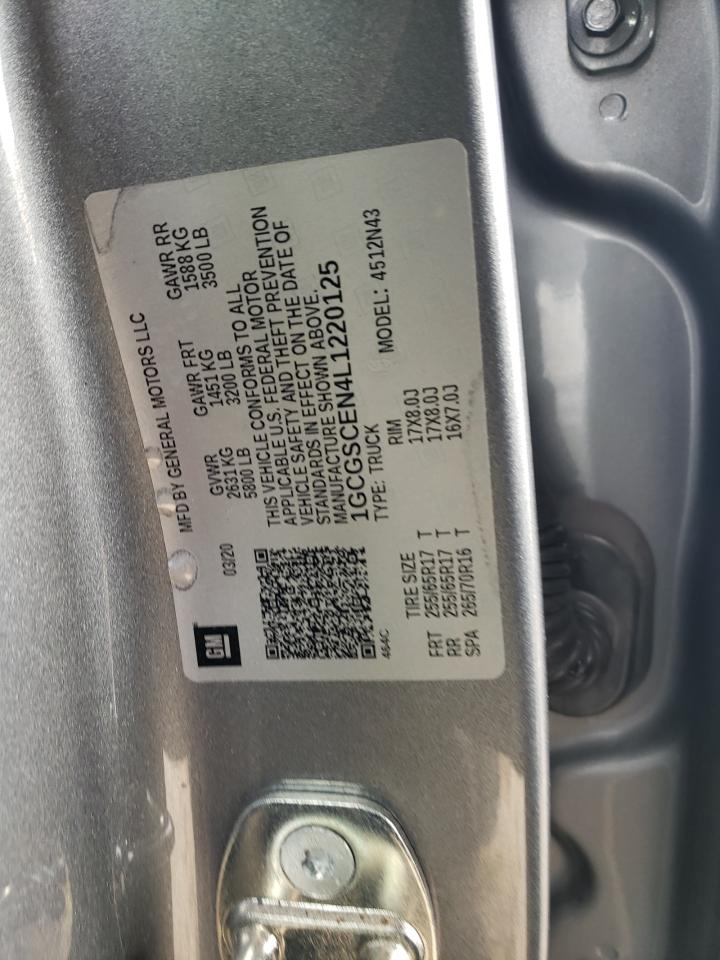 GM
MFD BY GENERAL MOTORS LLC
03/20
GVWR GAWR FRT GAWR RR
2631 KG 1451 KG 1588 KG
5800 LB 3200 LB 3500 LB
THIS VEHICLE CONFORMS TO ALL
APPLICABLE U.S. FEDERAL MOTOR
VEHICLE SAFETY AND THEFT PREVENTION
STANDARDS IN EFFECT ON THE DATE OF
MANUFACTURE SHOWN ABOVE.
1GCGSCEN4L1220125
TYPE: TRUCK MODEL: 4512N43
464C
TIRE SIZE RIM
FRT 255/65R17 T 17X8.0J
RR 255/65R17 T 17X8.0J
SPA 265/70R16 T 16X7.0J